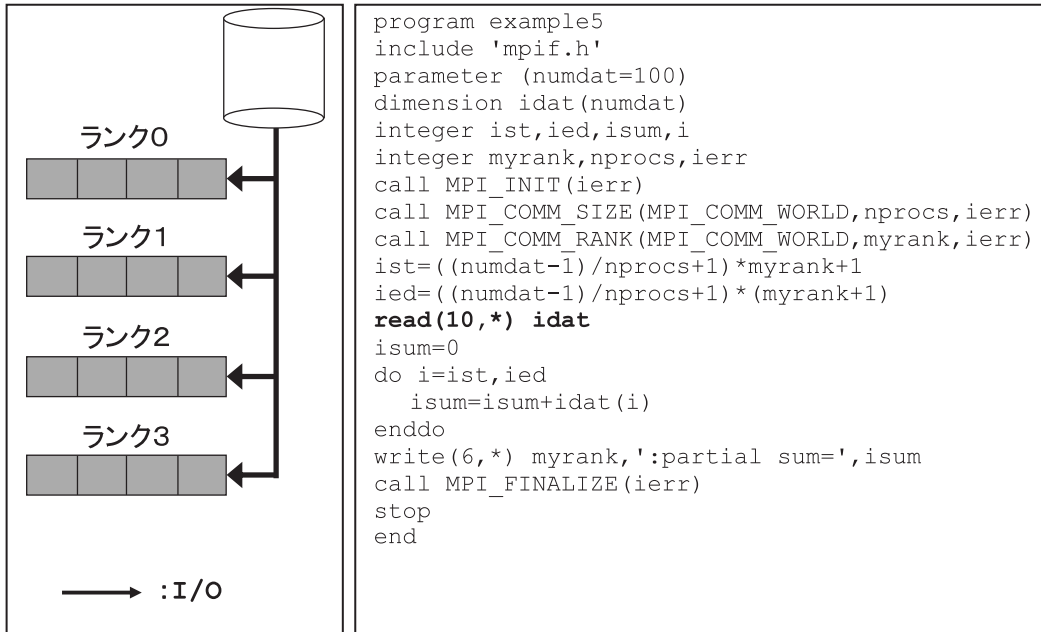 ランク0
ランク1
ランク2
ランク3
:I/O
program example5
include 'mpif.h'
parameter (numdat=100)
dimension idat(numdat)
integer ist,ied,isum,i
integer myrank,nprocs,ierr
call MPI_INIT(ierr)
call MPI_COMM_SIZE(MPI_COMM_WORLD,nprocs,ierr)
call MPI_COMM_RANK(MPI_COMM_WORLD,myrank,ierr)
ist=((numdat-1)/nprocs+1)*myrank+1
ied=((numdat-1)/nprocs+1)*(myrank+1)
read(10,*) idat
isum=0
do i=ist,ied
isum=isum+idat(i)
enddo
write(6,*) myrank,':partial sum=',isum
call MPI_FINALIZE(ierr)
stop
end